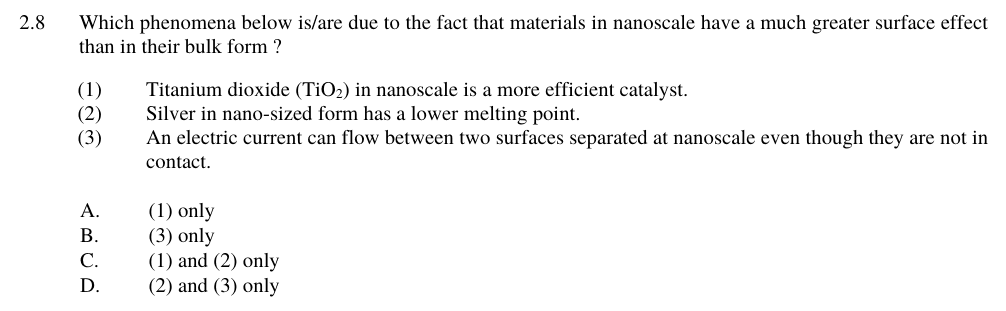 2.8 Which phenomena below is/are due to the fact that materials in nanoscale have a much greater surface effect
than in their bulk form ?
(1) Titanium dioxide (TiO₂) in nanoscale is a more efficient catalyst.
(2) Silver in nano-sized form has a lower melting point.
(3) An electric current can flow between two surfaces separated at nanoscale even though they are not in
contact.
A. (1) only
B. (3) only
C. (1) and (2) only
D. (2) and (3) only